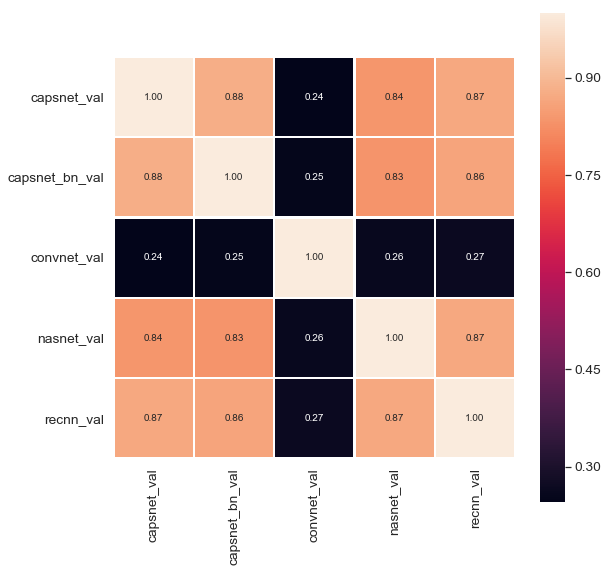 capsnet_val 1.00 0.88 0.24 0.84 0.87
capsnet_bn_val 0.88 1.00 0.25 0.83 0.86
convnet_val 0.24 0.25 1.00 0.26 0.27
nasnet_val 0.84 0.83 0.26 1.00 0.87
recnn_val 0.87 0.86 0.27 0.87 1.00
capsnet_val
capsnet_bn_val
convnet_val
nasnet_val
recnn_val
0.90
0.75
0.60
0.45
0.30